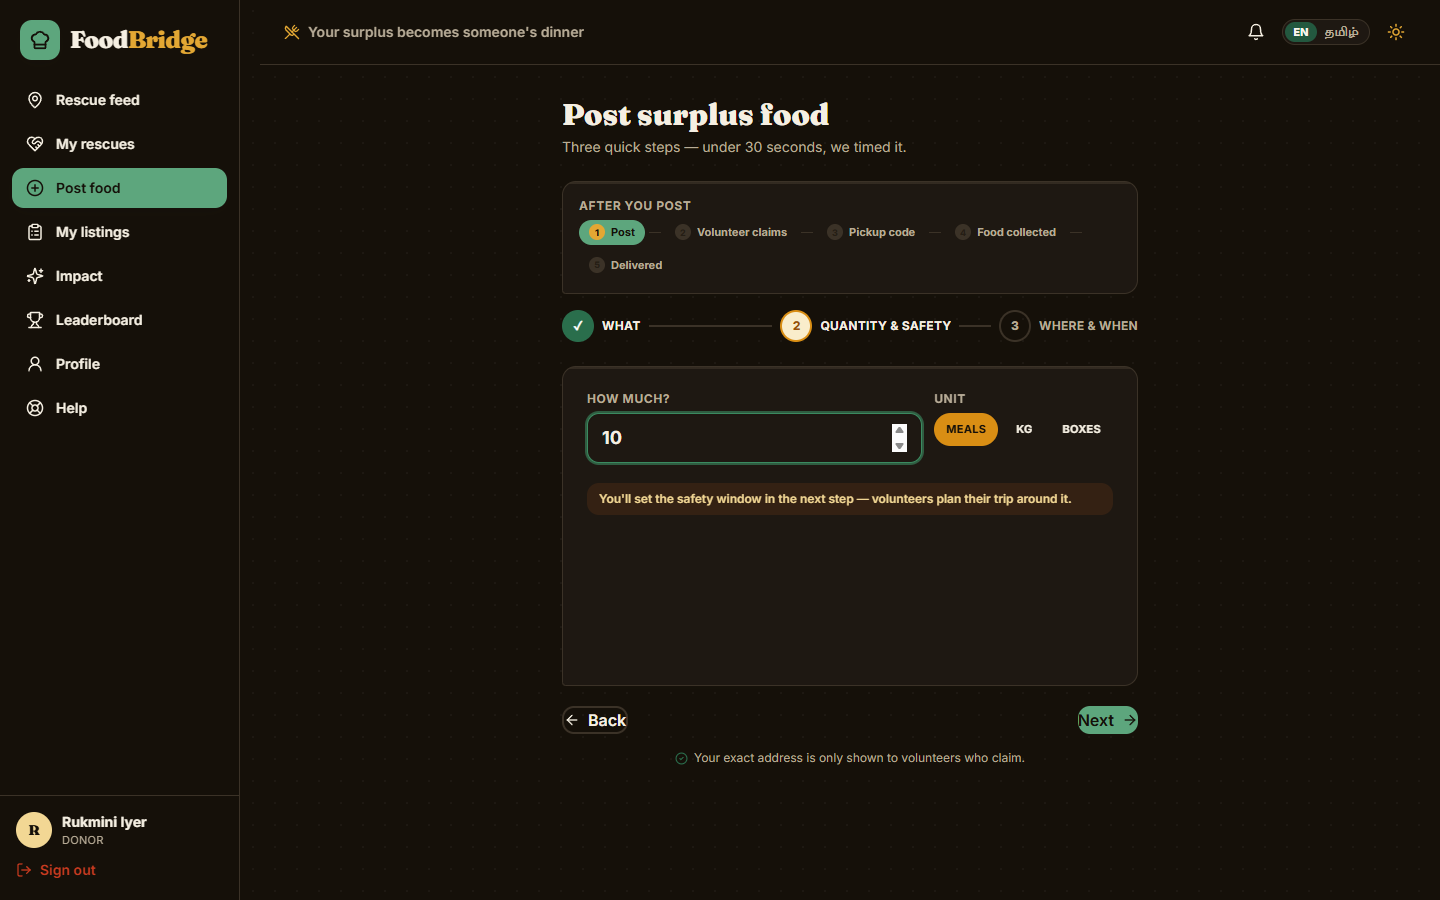 FoodBridge
Your surplus becomes someone's dinner
EN
தமிழ்
Rescue feed
My rescues
Post food
My listings
Impact
Leaderboard
Profile
Help
Post surplus food
Three quick steps — under 30 seconds, we timed it.
AFTER YOU POST
1 Post — 2 Volunteer claims — 3 Pickup code — 4 Food collected —
5 Delivered
✓ WHAT
2 QUANTITY & SAFETY
3 WHERE & WHEN
HOW MUCH?
UNIT
10
MEALS
KG
BOXES
You'll set the safety window in the next step — volunteers plan their trip around it.
← Back
Next →
Your exact address is only shown to volunteers who claim.
R
Rukmini Iyer
DONOR
Sign out